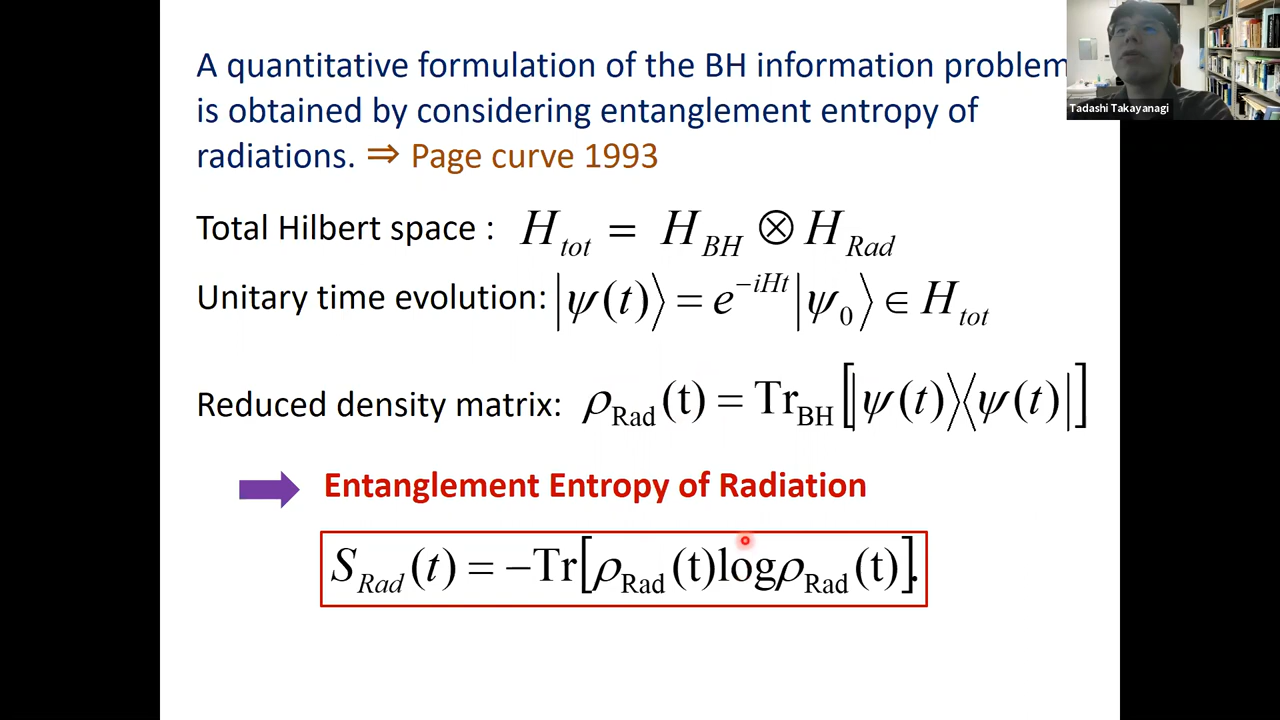 A quantitative formulation of the BH information problem
is obtained by considering entanglement entropy of
radiations. ⇒ Page curve 1993
Tadashi Takayanagi
Total Hilbert space : H_tot = H_BH ⊗ H_Rad
Unitary time evolution: |ψ(t)⟩ = e^{-iHt}|ψ_0⟩ ∈ H_tot
Reduced density matrix: ρ_Rad(t) = Tr_BH[|ψ(t)⟩⟨ψ(t)|]
Entanglement Entropy of Radiation
S_Rad(t) = −Tr[ρ_Rad(t)logρ_Rad(t)].